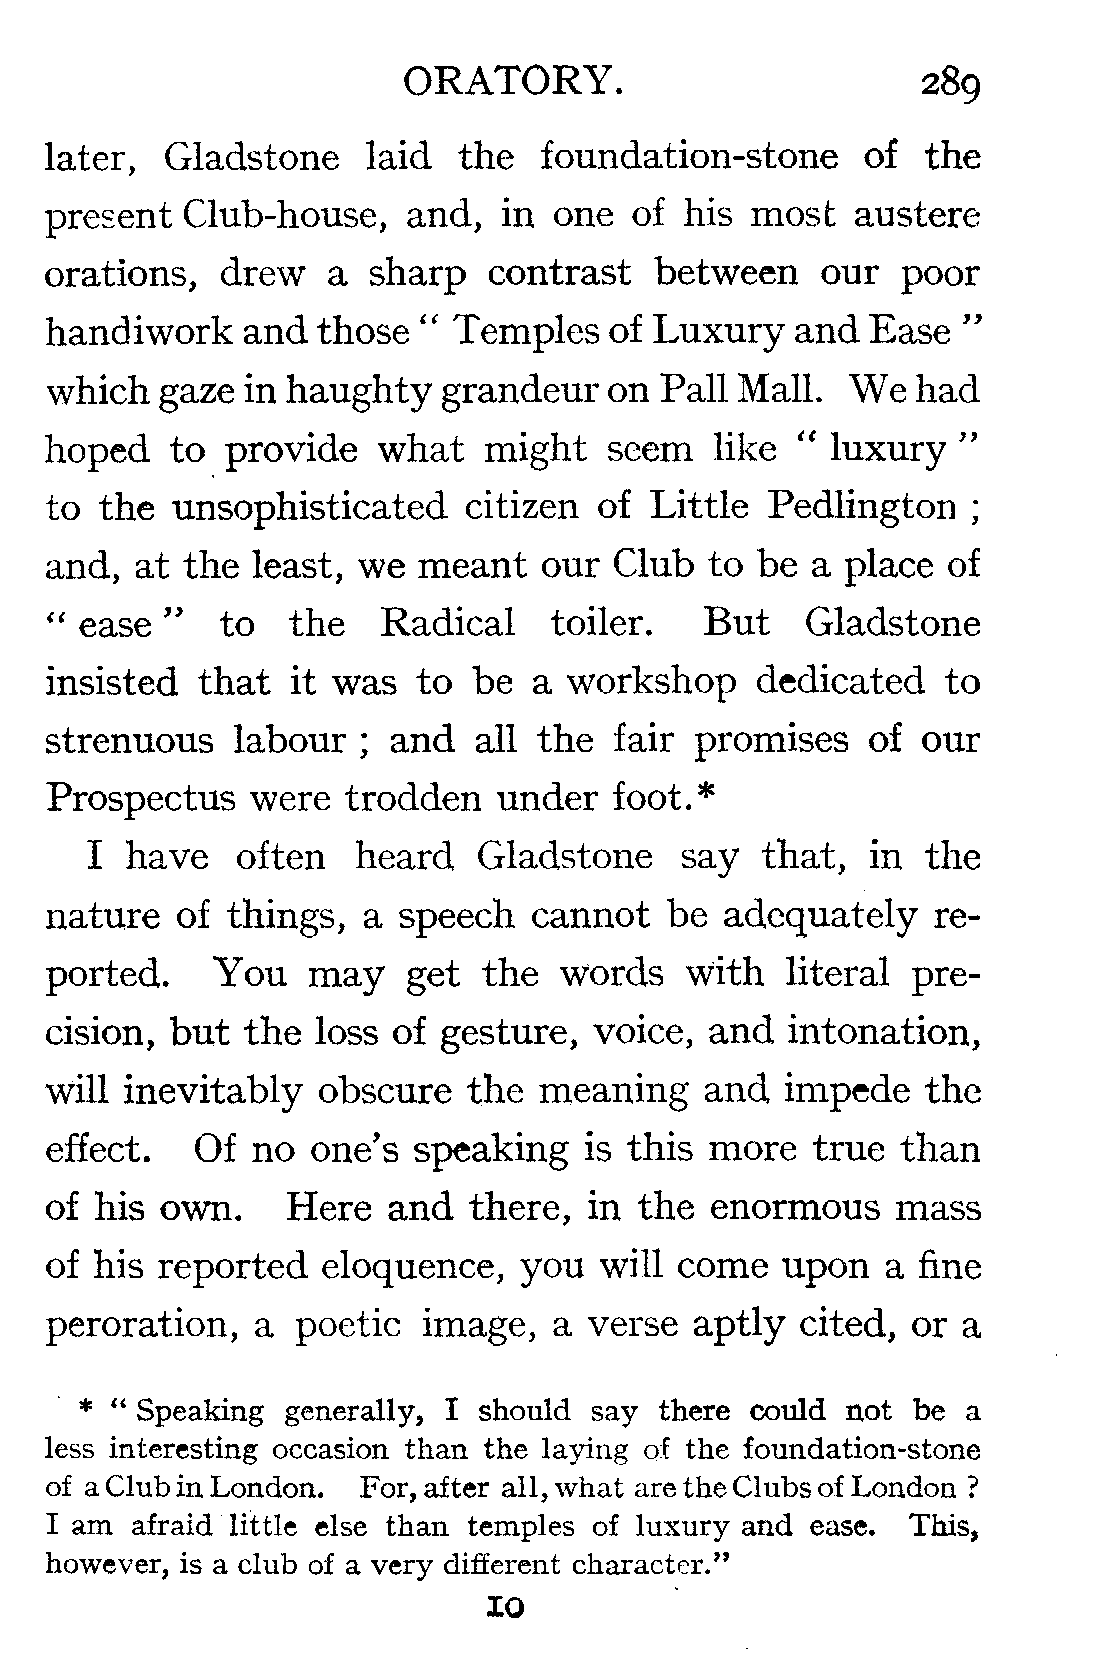 ORATORY. 289
later, Gladstone laid the foundation-stone of the
present Club-house, and, in one of his most austere
orations, drew a sharp contrast between our poor
handiwork and those “ Temples of Luxury and Ease ”
which gaze in haughty grandeur on Pall Mall. We had
hoped to provide what might seem like “ luxury ”
to the unsophisticated citizen of Little Pedlington ;
and, at the least, we meant our Club to be a place of
“ ease ” to the Radical toiler. But Gladstone
insisted that it was to be a workshop dedicated to
strenuous labour ; and all the fair promises of our
Prospectus were trodden under foot.*
I have often heard Gladstone say that, in the
nature of things, a speech cannot be adequately re-
ported. You may get the words with literal pre-
cision, but the loss of gesture, voice, and intonation,
will inevitably obscure the meaning and impede the
effect. Of no one’s speaking is this more true than
of his own. Here and there, in the enormous mass
of his reported eloquence, you will come upon a fine
peroration, a poetic image, a verse aptly cited, or a
* “ Speaking generally, I should say there could not be a
less interesting occasion than the laying of the foundation-stone
of a Club in London. For, after all, what are the Clubs of London ?
I am afraid little else than temples of luxury and ease. This,
however, is a club of a very different character.”
10